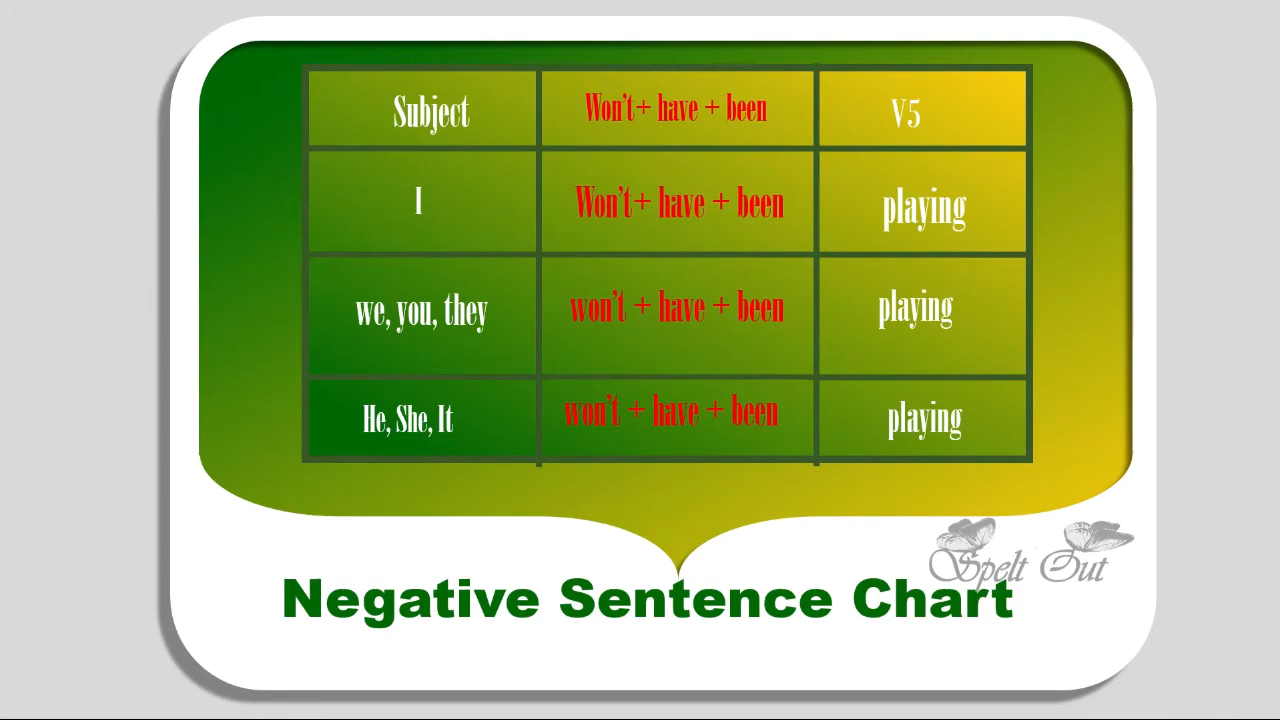 Subject Won't+ have + been V5
I Won't+ have + been playing
we, you, they won't + have + been playing
He, She, It won't + have + been playing
Spelt Out
Negative Sentence Chart